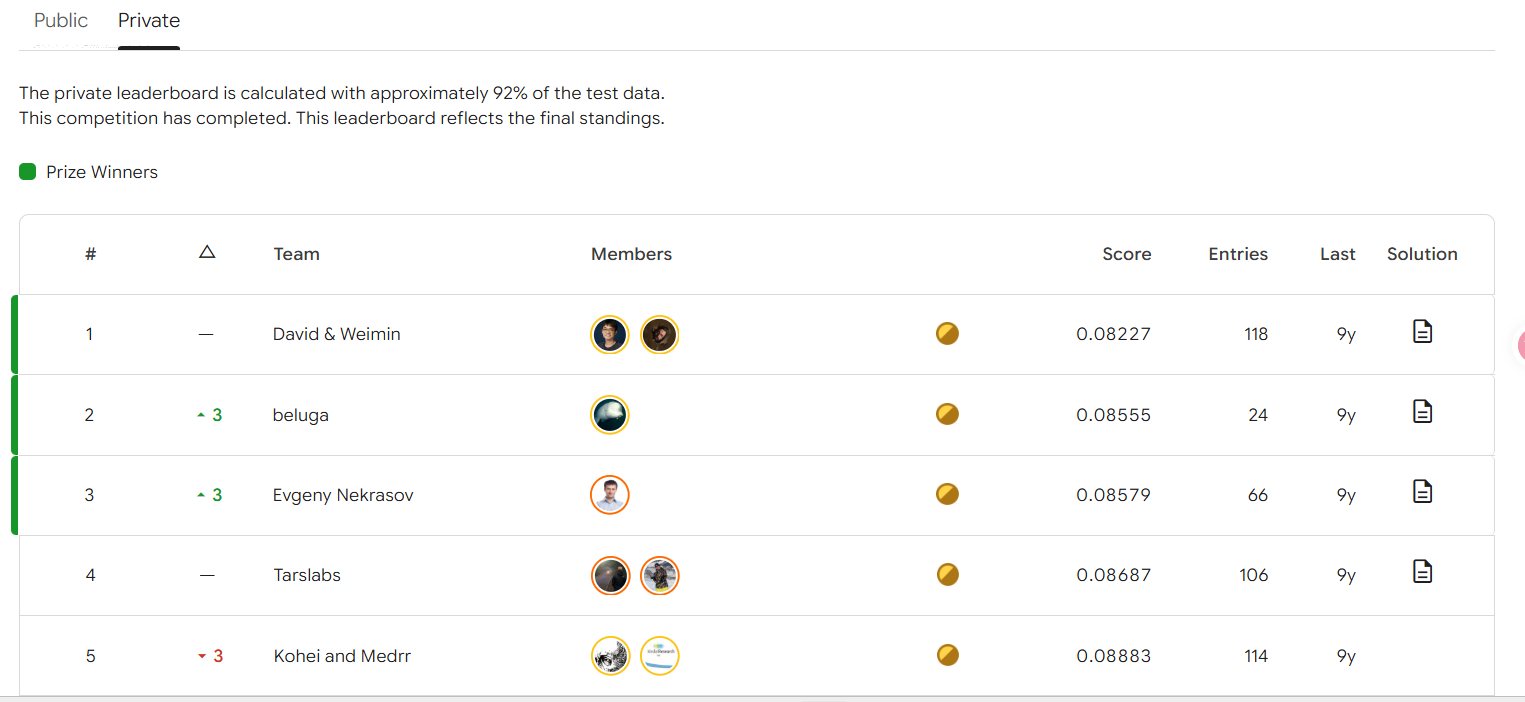 Public Private
The private leaderboard is calculated with approximately 92% of the test data.
This competition has completed. This leaderboard reflects the final standings.
Prize Winners
# △ Team Members Score Entries Last Solution
1 — David & Weimin 0.08227 118 9y
2 3 beluga 0.08555 24 9y
3 3 Evgeny Nekrasov 0.08579 66 9y
4 — Tarslabs 0.08687 106 9y
5 3 Kohei and Medrr 0.08883 114 9y